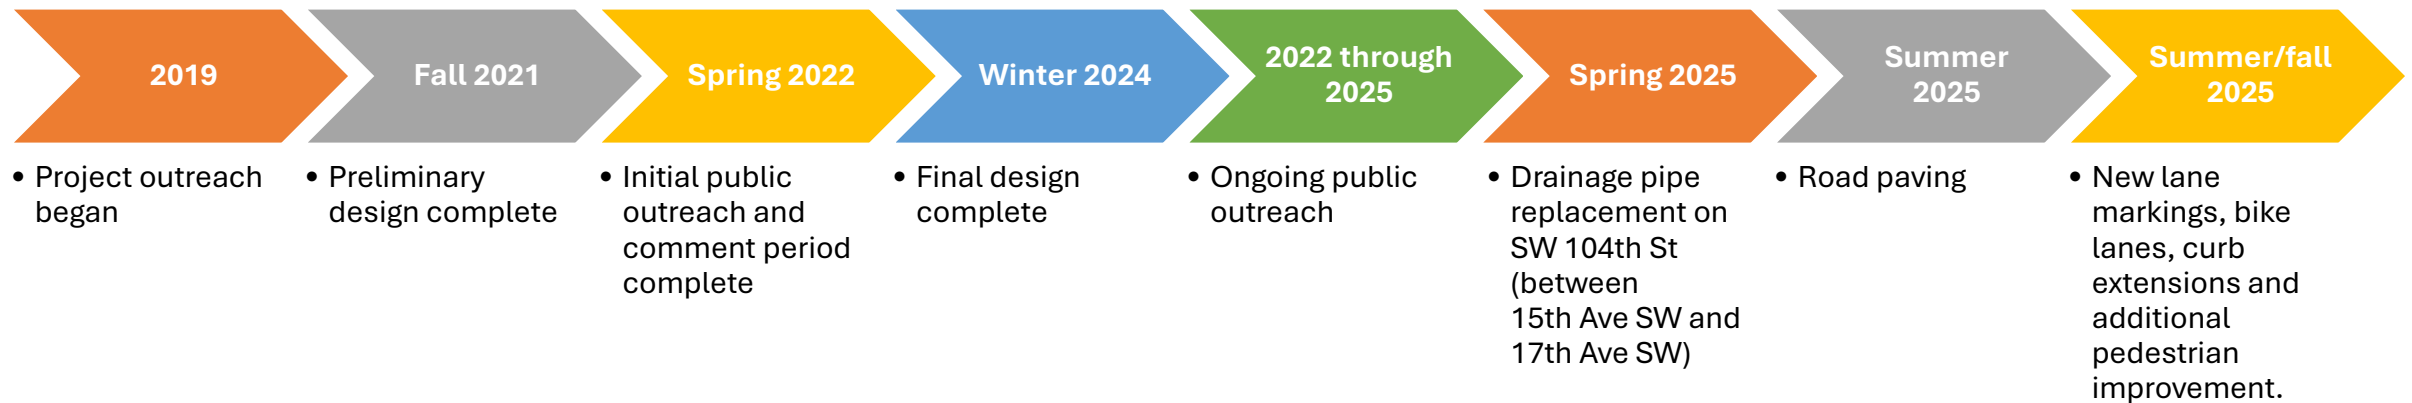 2019
Fall 2021
Spring 2022
Winter 2024
2022 through
2025
Spring 2025
Summer
2025
Summer/fall
2025
• Project outreach
began
• Preliminary
design complete
• Initial public
outreach and
comment period
complete
• Final design
complete
• Ongoing public
outreach
• Drainage pipe
replacement on
SW 104th St
(between
15th Ave SW and
17th Ave SW)
• Road paving
• New lane
markings, bike
lanes, curb
extensions and
additional
pedestrian
improvement.